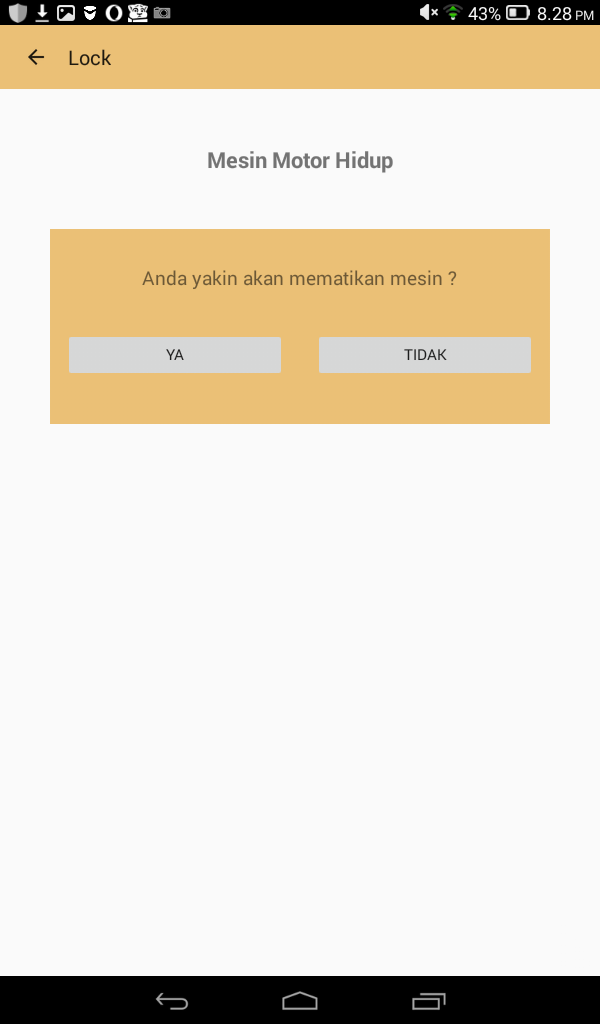 43% 8.28 PM
Lock
Mesin Motor Hidup
Anda yakin akan mematikan mesin ?
YA TIDAK